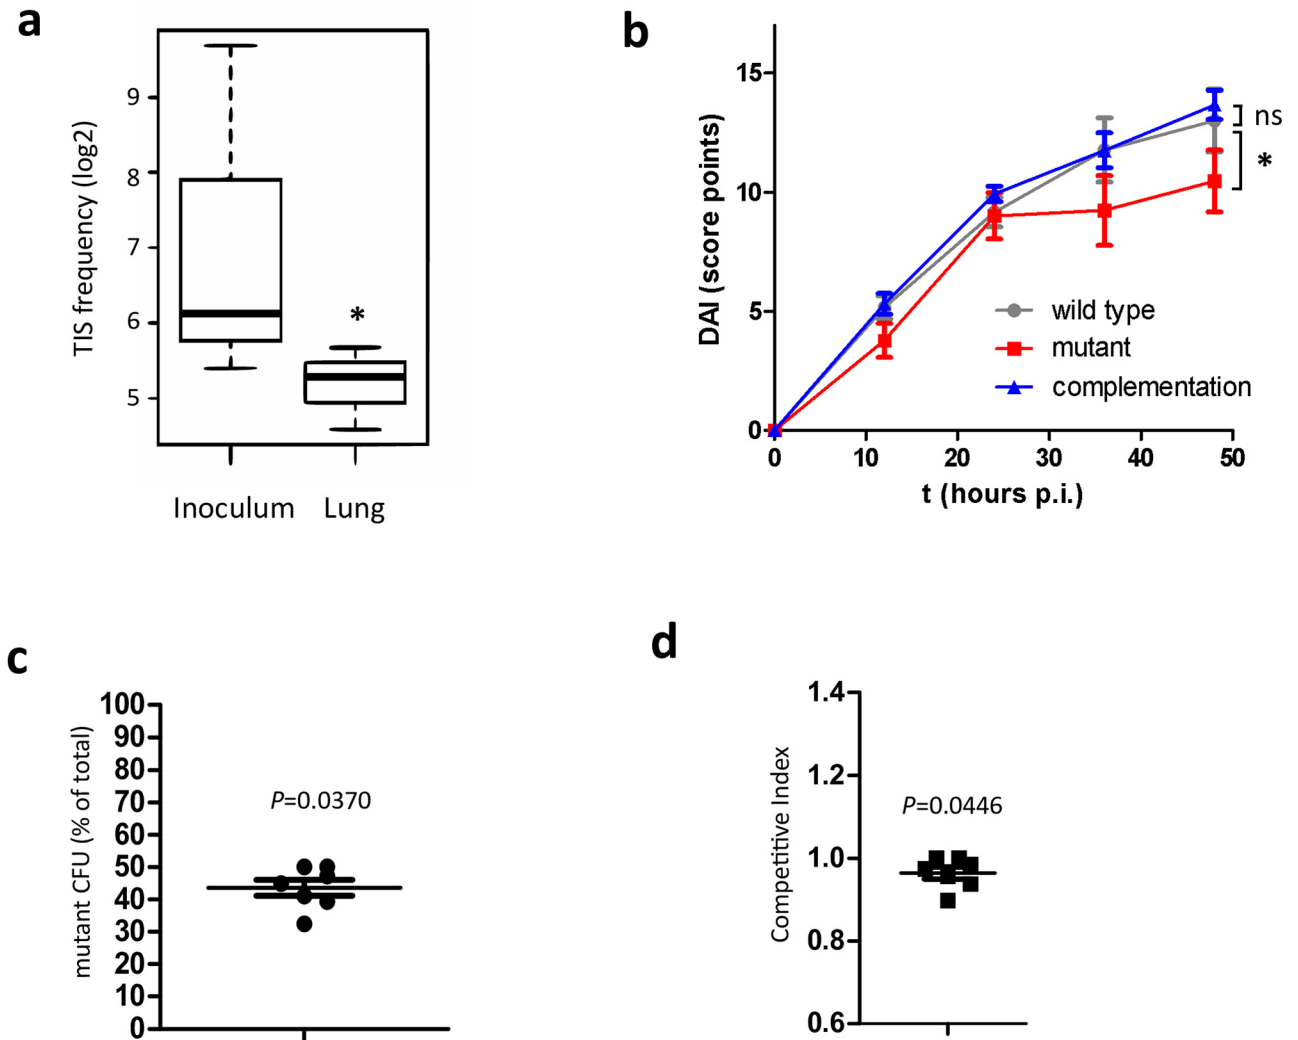 a
TIS frequency (log2)
9
8
7
6
5
*
Inoculum
Lung
b
DAI (score points)
15
10
5
0
0 10 20 30 40 50
t (hours p.i.)
ns
*
wild type
mutant
complementation
c
mutant CFU (% of total)
100
90
80
70
60
50
40
30
20
10
0
P=0.0370
d
Competitive Index
1.4
1.2
1.0
0.8
0.6
P=0.0446